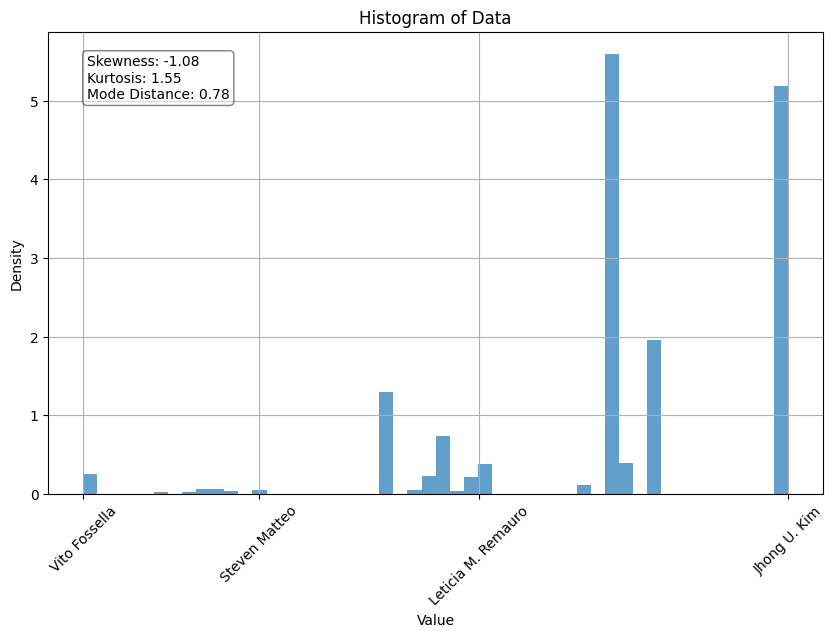 Histogram of Data
Skewness: -1.08
Kurtosis: 1.55
Mode Distance: 0.78
Density
5
4
3
2
1
0
Vito Fossella
Steven Matteo
Leticia M. Remauro
Jhong U. Kim
Value